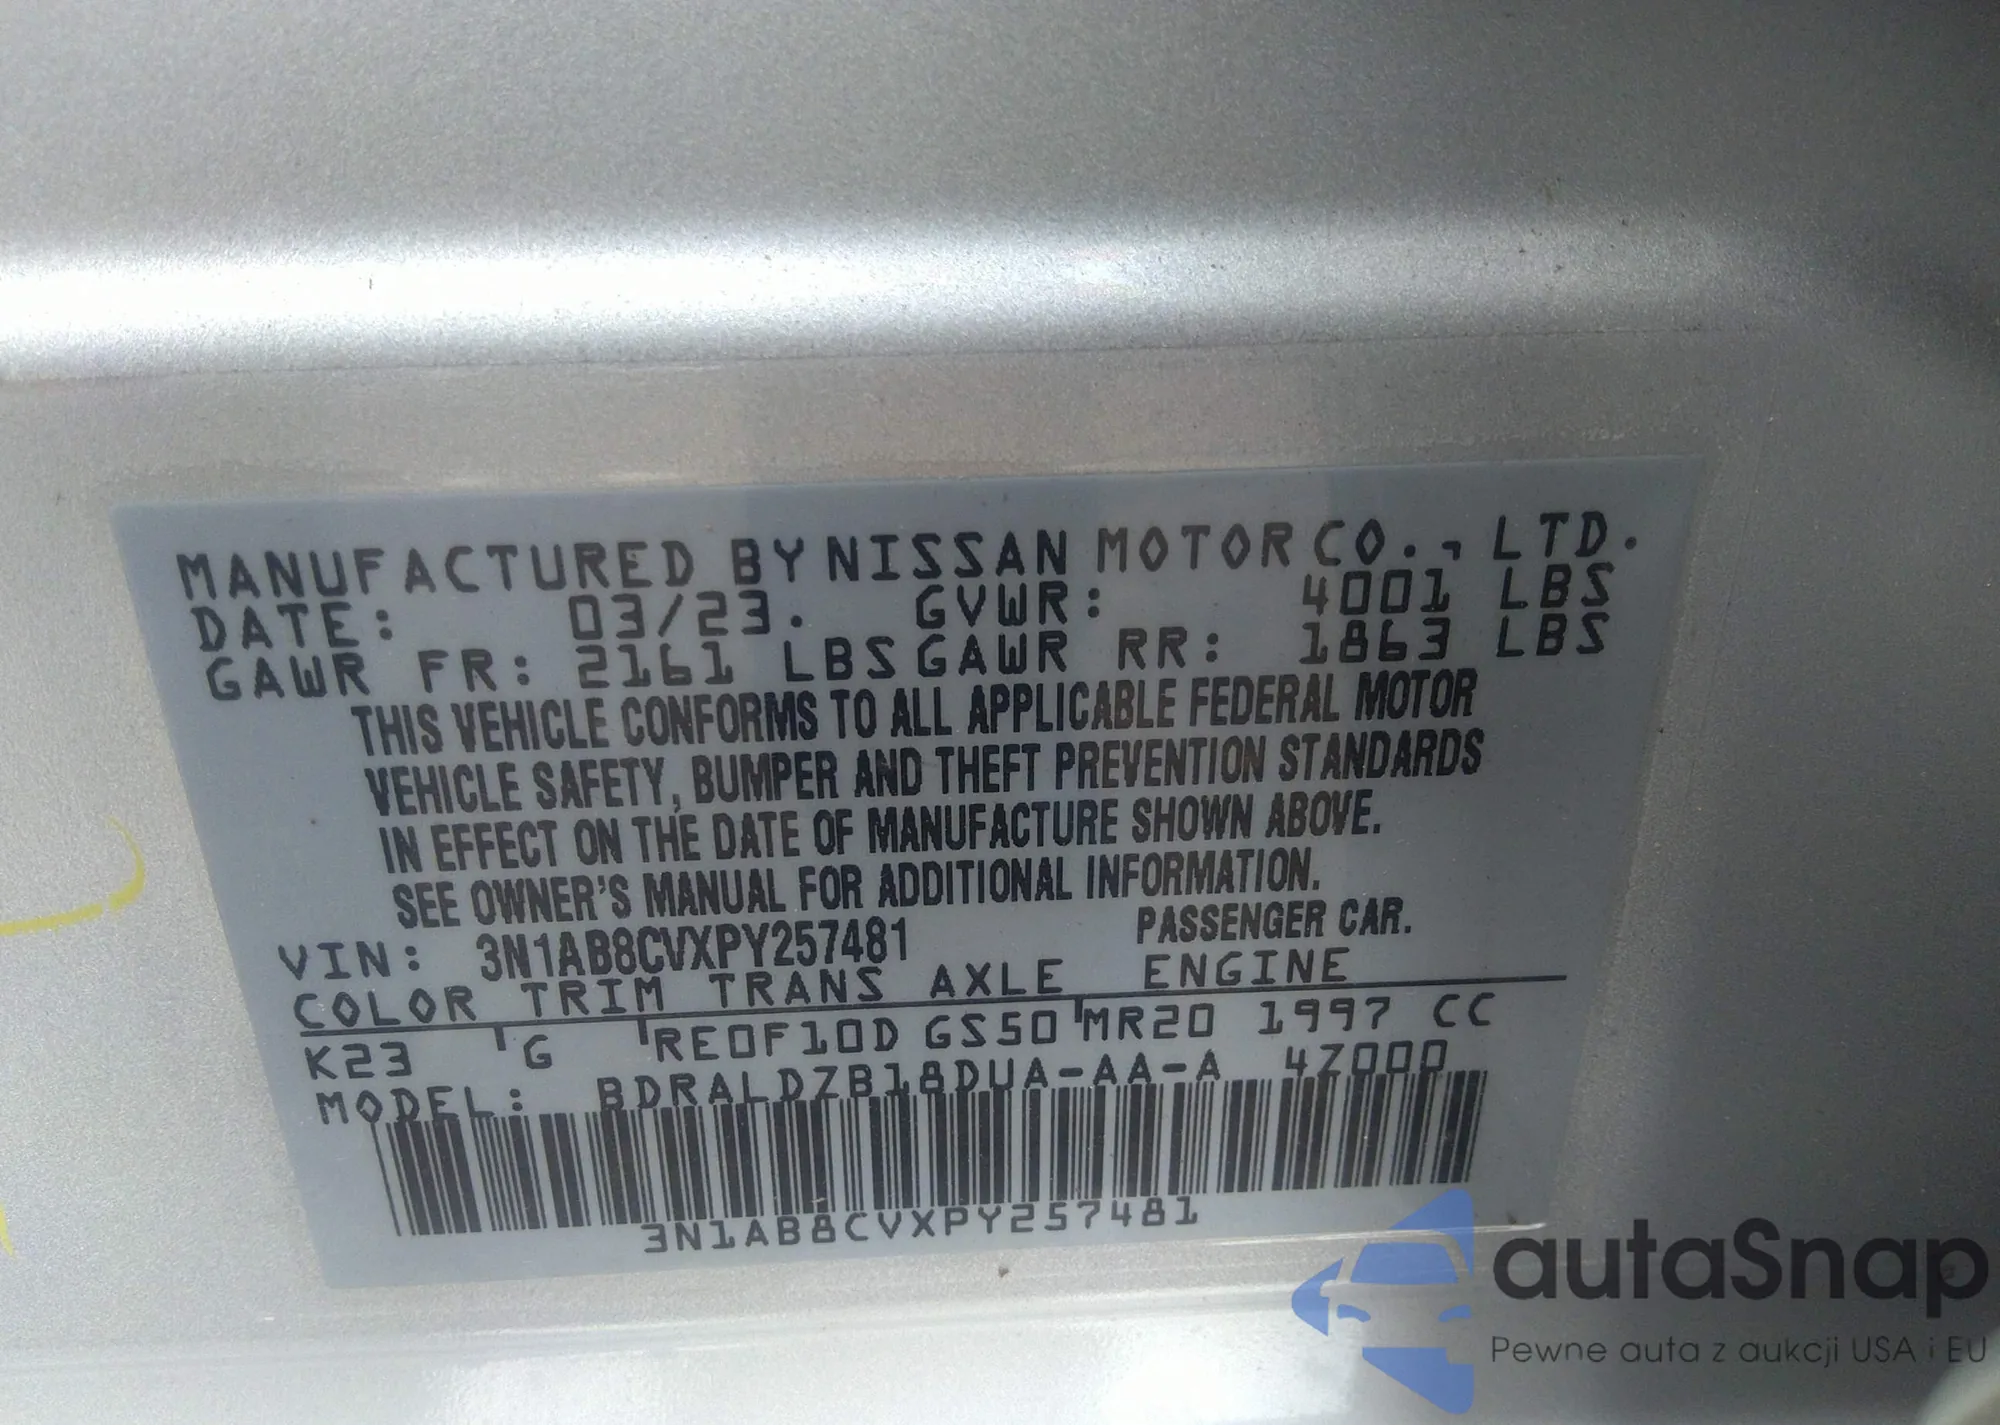 MANUFACTURED BY NISSAN MOTOR CO., LTD.
DATE: 03/23. GVWR: 4001 LBS
GAWR FR: 2161 LBS GAWR RR: 1863 LBS
THIS VEHICLE CONFORMS TO ALL APPLICABLE FEDERAL MOTOR
VEHICLE SAFETY, BUMPER AND THEFT PREVENTION STANDARDS
IN EFFECT ON THE DATE OF MANUFACTURE SHOWN ABOVE.
SEE OWNER'S MANUAL FOR ADDITIONAL INFORMATION.
VIN: 3N1AB8CVXPY257481 PASSENGER CAR.
COLOR TRIM TRANS AXLE ENGINE
K23 G RE0F10D GS50 MR20 1997 CC
MODEL: BDRALDZB18DUA-AA-A 4Z000
3N1AB8CVXPY257481
autaSnap
Pewne auta z aukcji USA i EU